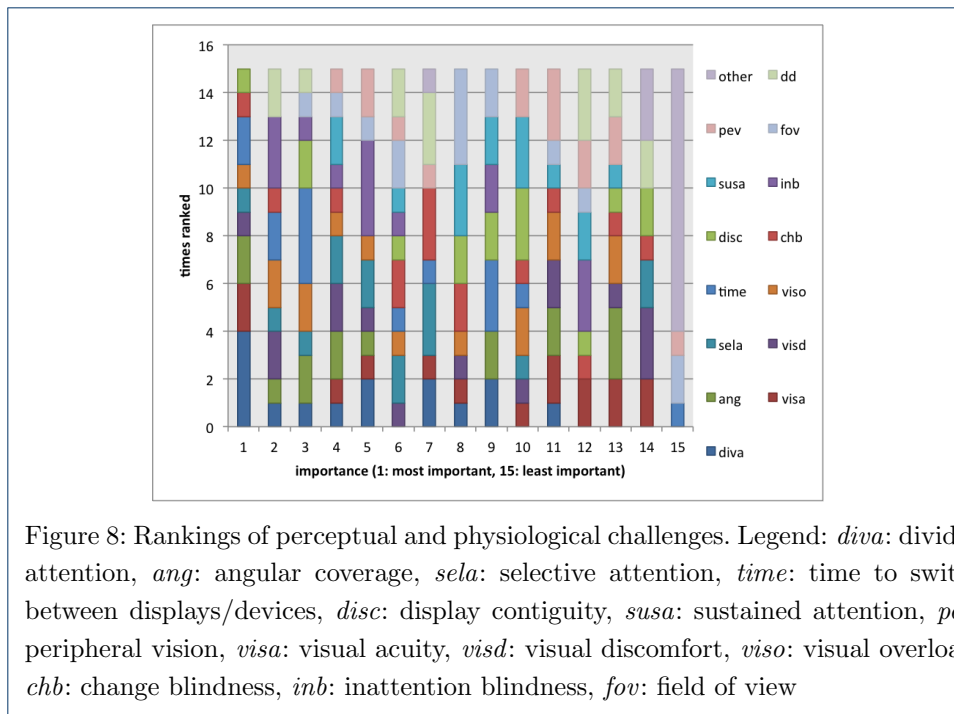 16
14
12
10
8
6
4
2
0
times ranked
1 2 3 4 5 6 7 8 9 10 11 12 13 14 15
importance (1: most important, 15: least important)
other dd
pev fov
susa inb
disc chb
time viso
sela visd
ang visa
diva
Figure 8: Rankings of perceptual and physiological challenges. Legend: diva: divid
attention, ang: angular coverage, sela: selective attention, time: time to swit
between displays/devices, disc: display contiguity, susa: sustained attention, pe
peripheral vision, visa: visual acuity, visd: visual discomfort, viso: visual overloa
chb: change blindness, inb: inattention blindness, fov: field of view